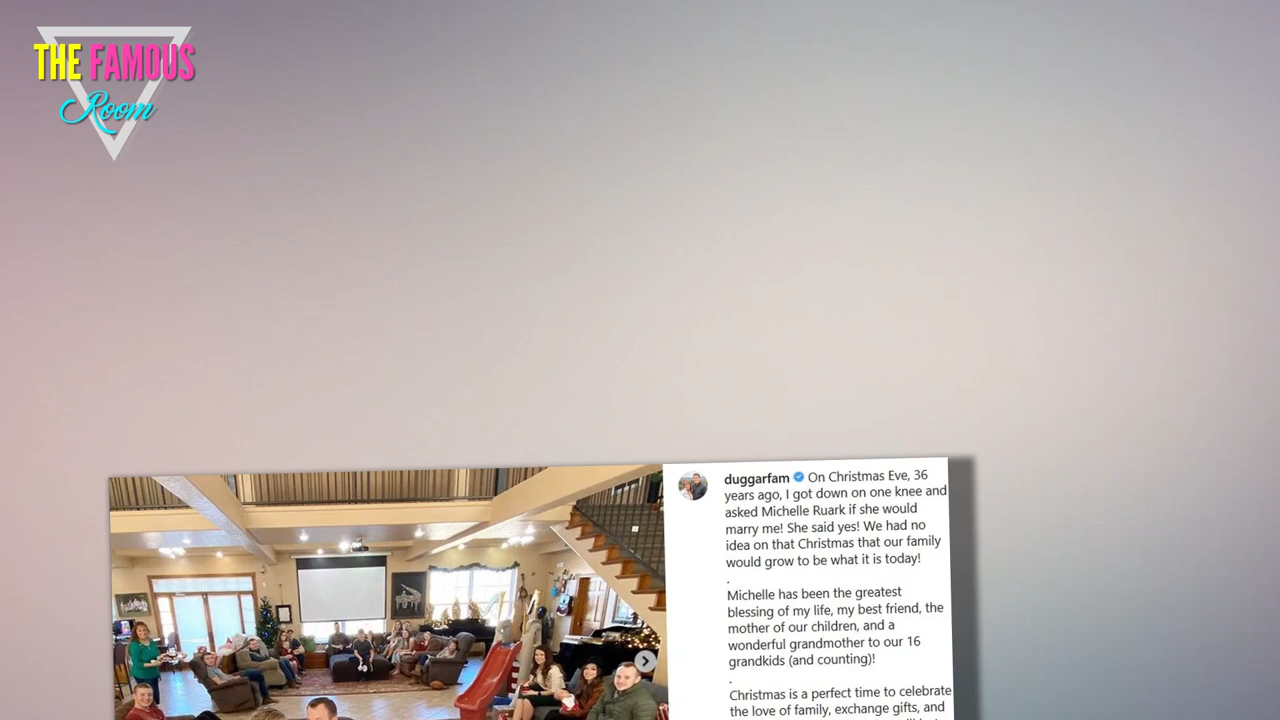 THE FAMOUS
Room
duggarfam On Christmas Eve, 36
years ago, I got down on one knee and
asked Michelle Ruark if she would
marry me! She said yes! We had no
idea on that Christmas that our family
would grow to be what it is today!
.
Michelle has been the greatest
blessing of my life, my best friend, the
mother of our children, and a
wonderful grandmother to our 16
grandkids (and counting)!
.
Christmas is a perfect time to celebrate
the love of family, exchange gifts, and